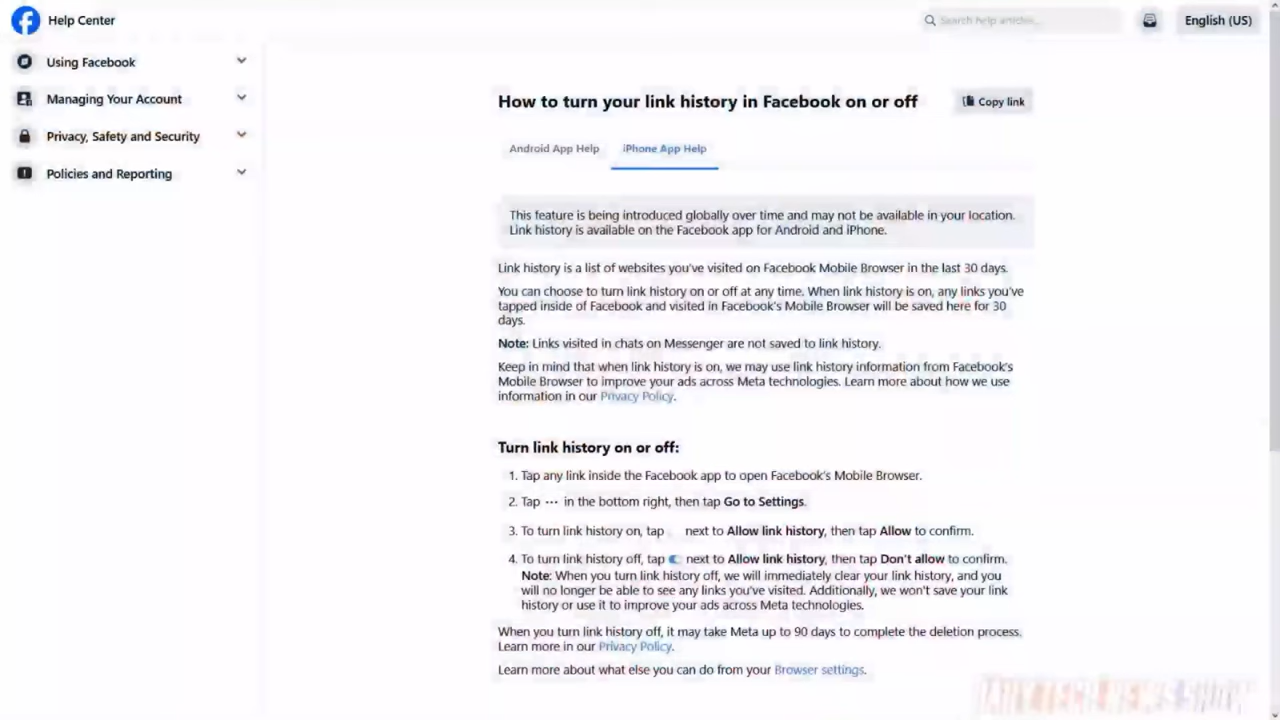 Help Center
Search help articles...
English (US)
Using Facebook
Managing Your Account
Privacy, Safety and Security
Policies and Reporting
How to turn your link history in Facebook on or off
Copy link
Android App Help
iPhone App Help
This feature is being introduced globally over time and may not be available in your location.
Link history is available on the Facebook app for Android and iPhone.
Link history is a list of websites you've visited on Facebook Mobile Browser in the last 30 days.
You can choose to turn link history on or off at any time. When link history is on, any links you've
tapped inside of Facebook and visited in Facebook's Mobile Browser will be saved here for 30
days.
Note: Links visited in chats on Messenger are not saved to link history.
Keep in mind that when link history is on, we may use link history information from Facebook's
Mobile Browser to improve your ads across Meta technologies. Learn more about how we use
information in our Privacy Policy.
Turn link history on or off:
1. Tap any link inside the Facebook app to open Facebook's Mobile Browser.
2. Tap ··· in the bottom right, then tap Go to Settings.
3. To turn link history on, tap next to Allow link history, then tap Allow to confirm.
4. To turn link history off, tap next to Allow link history, then tap Don't allow to confirm.
Note: When you turn link history off, we will immediately clear your link history, and you
will no longer be able to see any links you've visited. Additionally, we won't save your link
history or use it to improve your ads across Meta technologies.
When you turn link history off, it may take Meta up to 90 days to complete the deletion process.
Learn more in our Privacy Policy.
Learn more about what else you can do from your Browser settings.